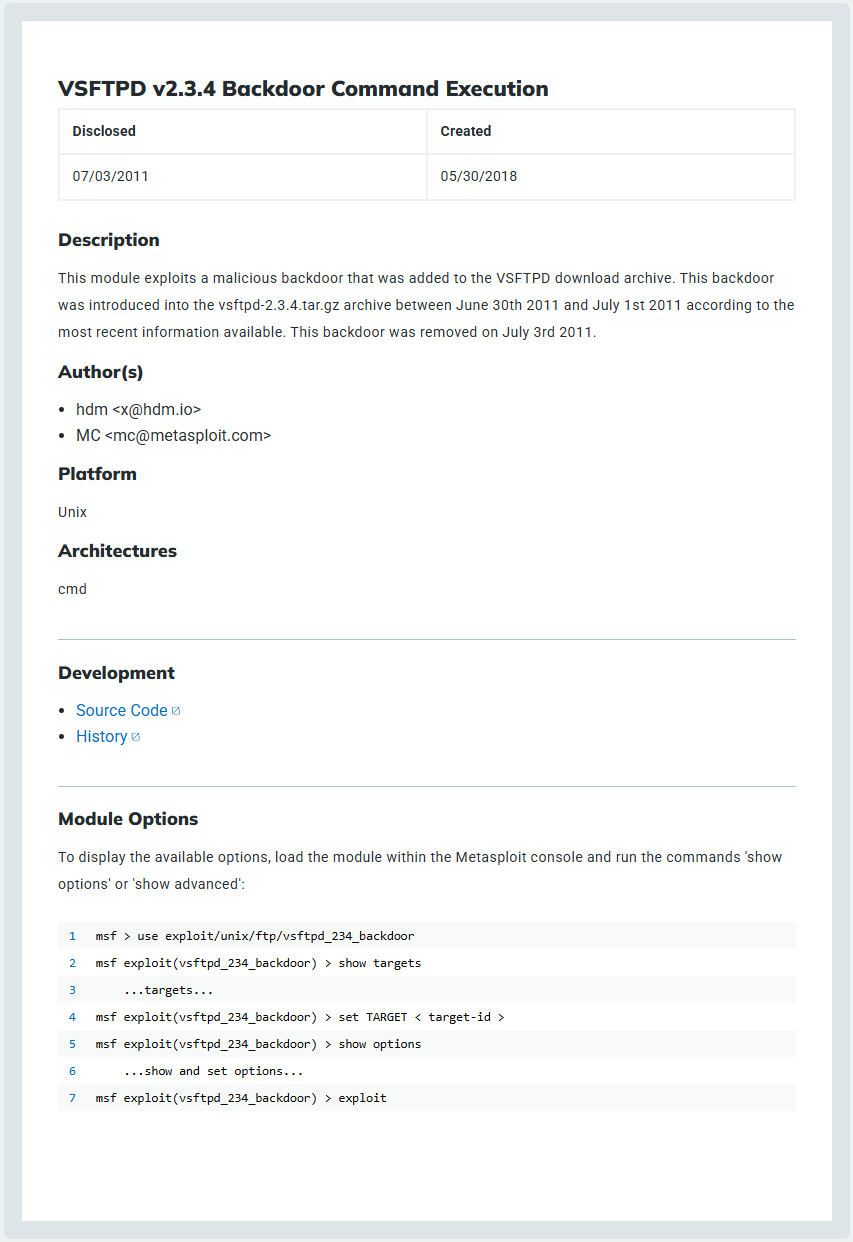 VSFTPD v2.3.4 Backdoor Command Execution
Disclosed Created
07/03/2011 05/30/2018
Description
This module exploits a malicious backdoor that was added to the VSFTPD download archive. This backdoor
was introduced into the vsftpd-2.3.4.tar.gz archive between June 30th 2011 and July 1st 2011 according to the
most recent information available. This backdoor was removed on July 3rd 2011.
Author(s)
• hdm <x@hdm.io>
• MC <mc@metasploit.com>
Platform
Unix
Architectures
cmd
Development
• Source Code
• History
Module Options
To display the available options, load the module within the Metasploit console and run the commands 'show
options' or 'show advanced':
1 msf > use exploit/unix/ftp/vsftpd_234_backdoor
2 msf exploit(vsftpd_234_backdoor) > show targets
3 ...targets...
4 msf exploit(vsftpd_234_backdoor) > set TARGET < target-id >
5 msf exploit(vsftpd_234_backdoor) > show options
6 ...show and set options...
7 msf exploit(vsftpd_234_backdoor) > exploit